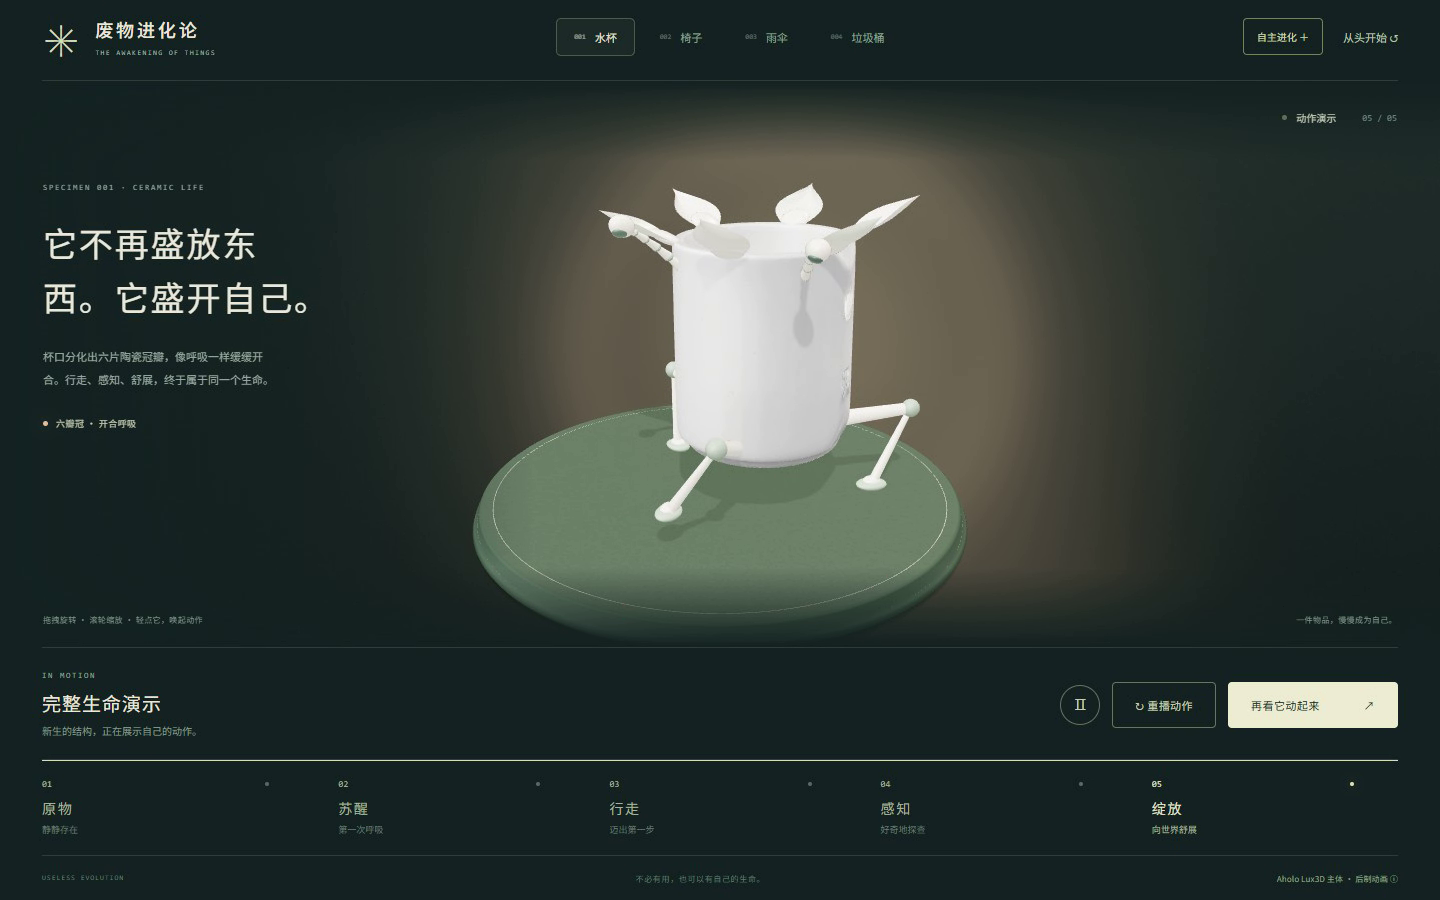 废物进化论
THE AWAKENING OF THINGS
001 水杯
002 椅子
003 雨伞
004 垃圾桶
自主进化 +
从头开始 ↺
动作演示 05 / 05
SPECIMEN 001 · CERAMIC LIFE
它不再盛放东
西。它盛开自己。
杯口分化出六片陶瓷冠瓣，像呼吸一样缓缓开
合。行走、感知、舒展，终于属于同一个生命。
六瓣冠 · 开合呼吸
拖拽旋转 · 滚轮缩放 · 轻点它，唤起动作
一件物品，慢慢成为自己。
IN MOTION
完整生命演示
新生的结构，正在展示自己的动作。
↻ 重播动作
再看它动起来 ↗
01
原物
静静存在
02
苏醒
第一次呼吸
03
行走
迈出第一步
04
感知
好奇地探查
05
绽放
向世界舒展
USELESS EVOLUTION
不必有用，也可以有自己的生命。
Aholo Lux3D 主体 · 后制动画 ⓘ